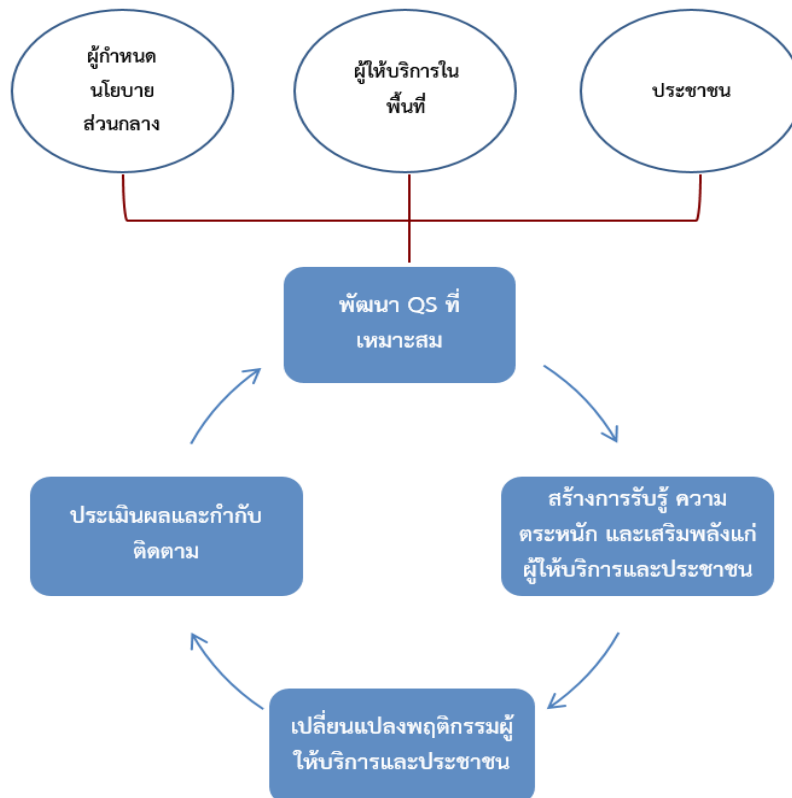 ผู้กำหนด
นโยบาย
ส่วนกลาง
ผู้ให้บริการใน
พื้นที่
ประชาชน
พัฒนา QS ที่
เหมาะสม
สร้างการรับรู้ ความ
ตระหนัก และเสริมพลังแก่
ผู้ให้บริการและประชาชน
เปลี่ยนแปลงพฤติกรรมผู้
ให้บริการและประชาชน
ประเมินผลและกำกับ
ติดตาม